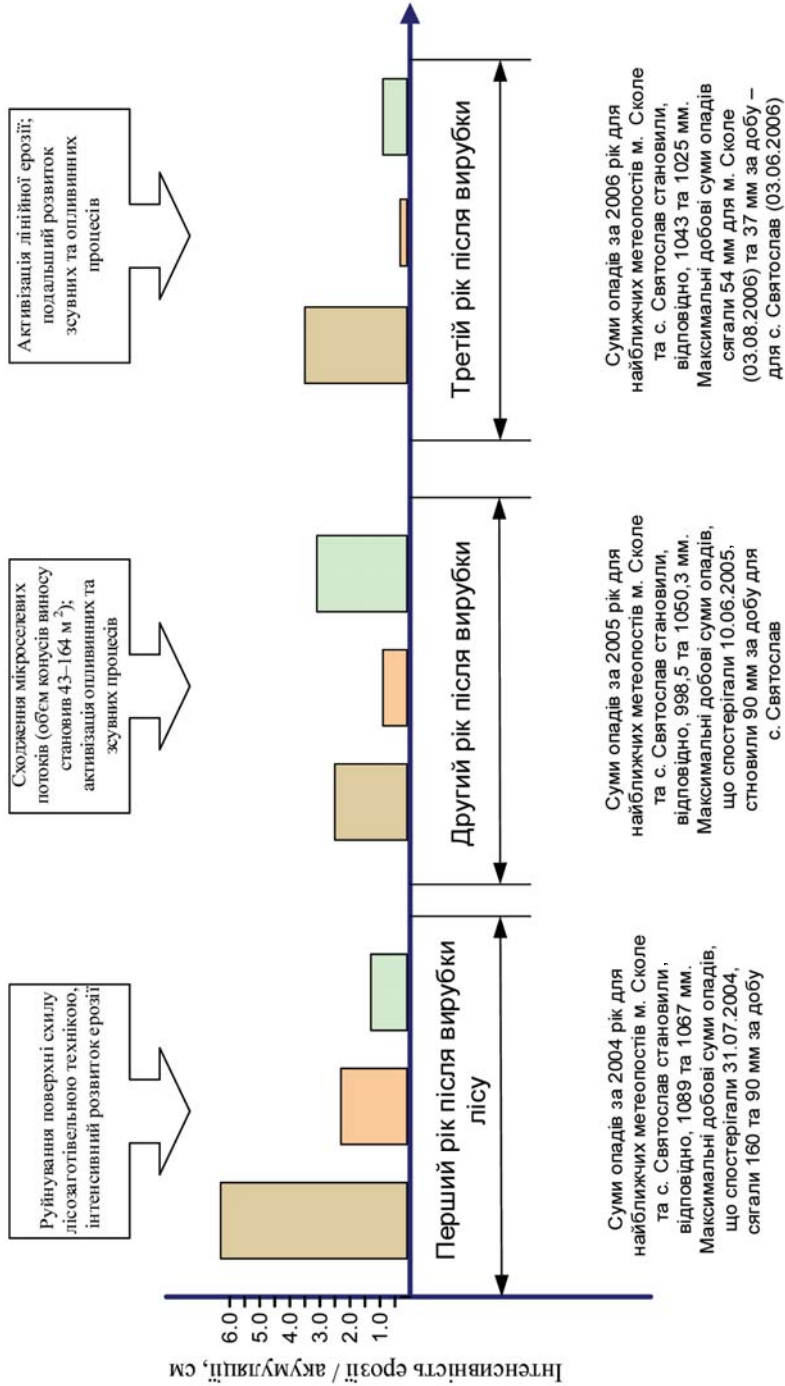 Руйнування поверхні схилу
лісозаготівельною технікою,
інтенсивний розвиток ерозії
Сходження мікроселевих
потоків (об'єм конусів виносу
становив 43–164 м²);
активізація опливинних та
зсувних процесів
Активізація лінійної ерозії;
подальший розвиток
зсувних та опливинних
процесів
Інтенсивність ерозії / акумуляції, см
6.0
5.0
4.0
3.0
2.0
1.0
Перший рік після вирубки
лісу
Другий рік після вирубки
Третій рік після вирубки
Суми опадів за 2004 рік для
найближчих метеопостів м. Сколе
та с. Святослав становили,
відповідно, 1089 та 1067 мм.
Максимальні добові суми опадів,
що спостерігали 31.07.2004,
сягали 160 та 90 мм за добу
Суми опадів за 2005 рік для
найближчих метеопостів м. Сколе
та с. Святослав становили,
відповідно, 998,5 та 1050,3 мм.
Максимальні добові суми опадів,
що спостерігали 10.06.2005,
стновили 90 мм за добу для
с. Святослав
Суми опадів за 2006 рік для
найближчих метеопостів м. Сколе
та с. Святослав становили,
відповідно, 1043 та 1025 мм.
Максимальні добові суми опадів
сягали 54 мм для м. Сколе
(03.08.2006) та 37 мм за добу –
для с. Святослав (03.06.2006)